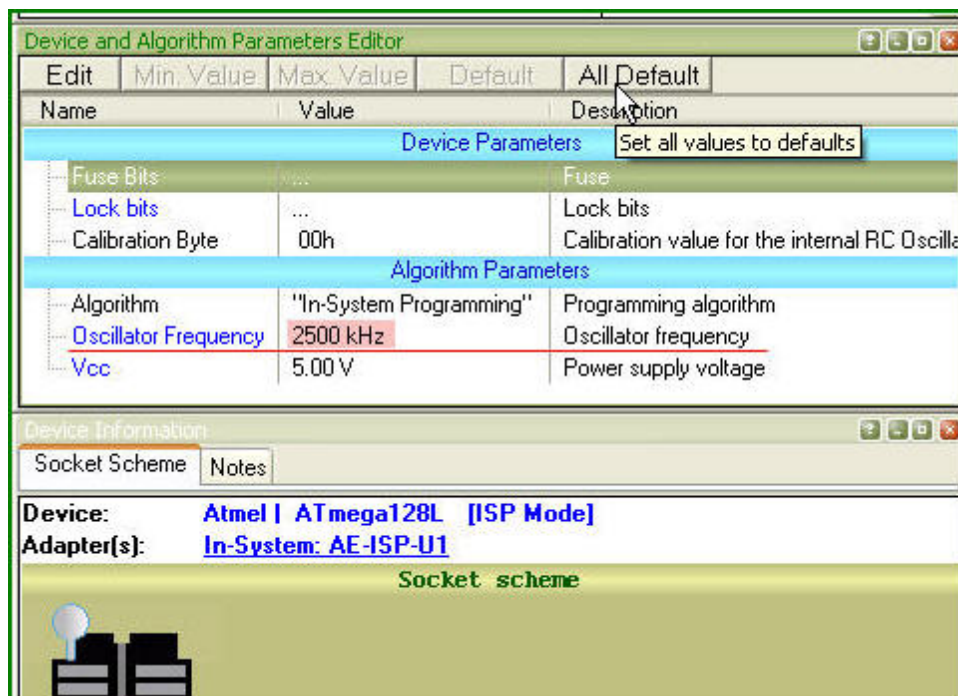 Device and Algorithm Parameters Editor
Edit Min. Value Max. Value Default All Default
Name Value Description
Set all values to defaults
Device Parameters
Fuse Bits ... Fuse
Lock bits ... Lock bits
Calibration Byte 00h Calibration value for the internal RC Oscilla
Algorithm Parameters
Algorithm "In-System Programming" Programming algorithm
Oscillator Frequency 2500 kHz Oscillator frequency
Vcc 5.00 V Power supply voltage
Device Information
Socket Scheme Notes
Device: Atmel | ATmega128L [ISP Mode]
Adapter(s): In-System: AE-ISP-U1
Socket scheme